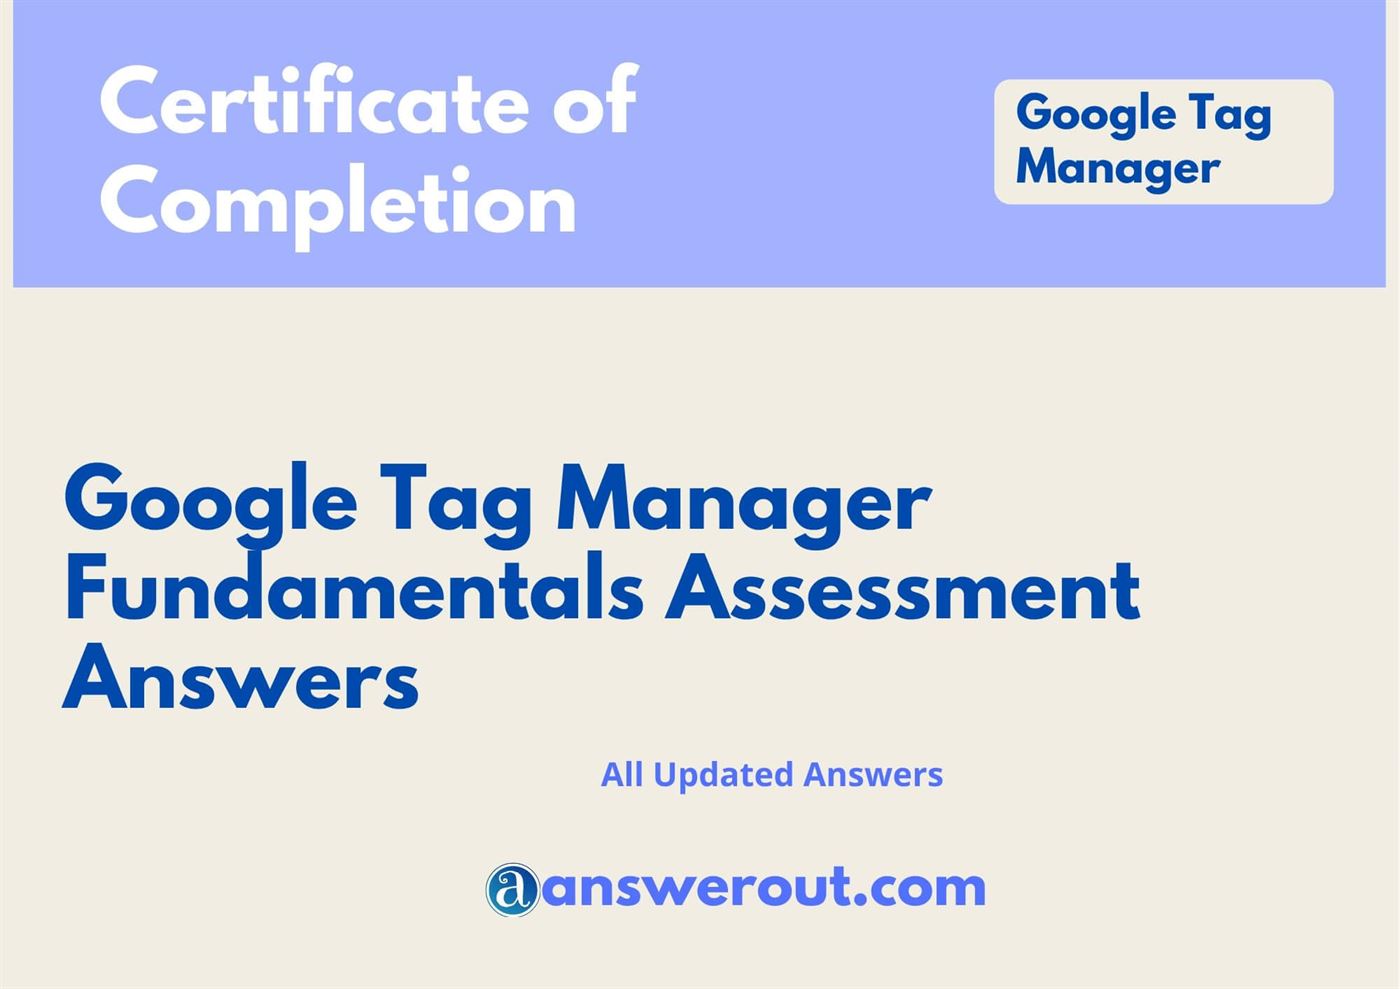 Certificate of
Completion
Google Tag
Manager
Google Tag Manager
Fundamentals Assessment
Answers
All Updated Answers
a answerout.com